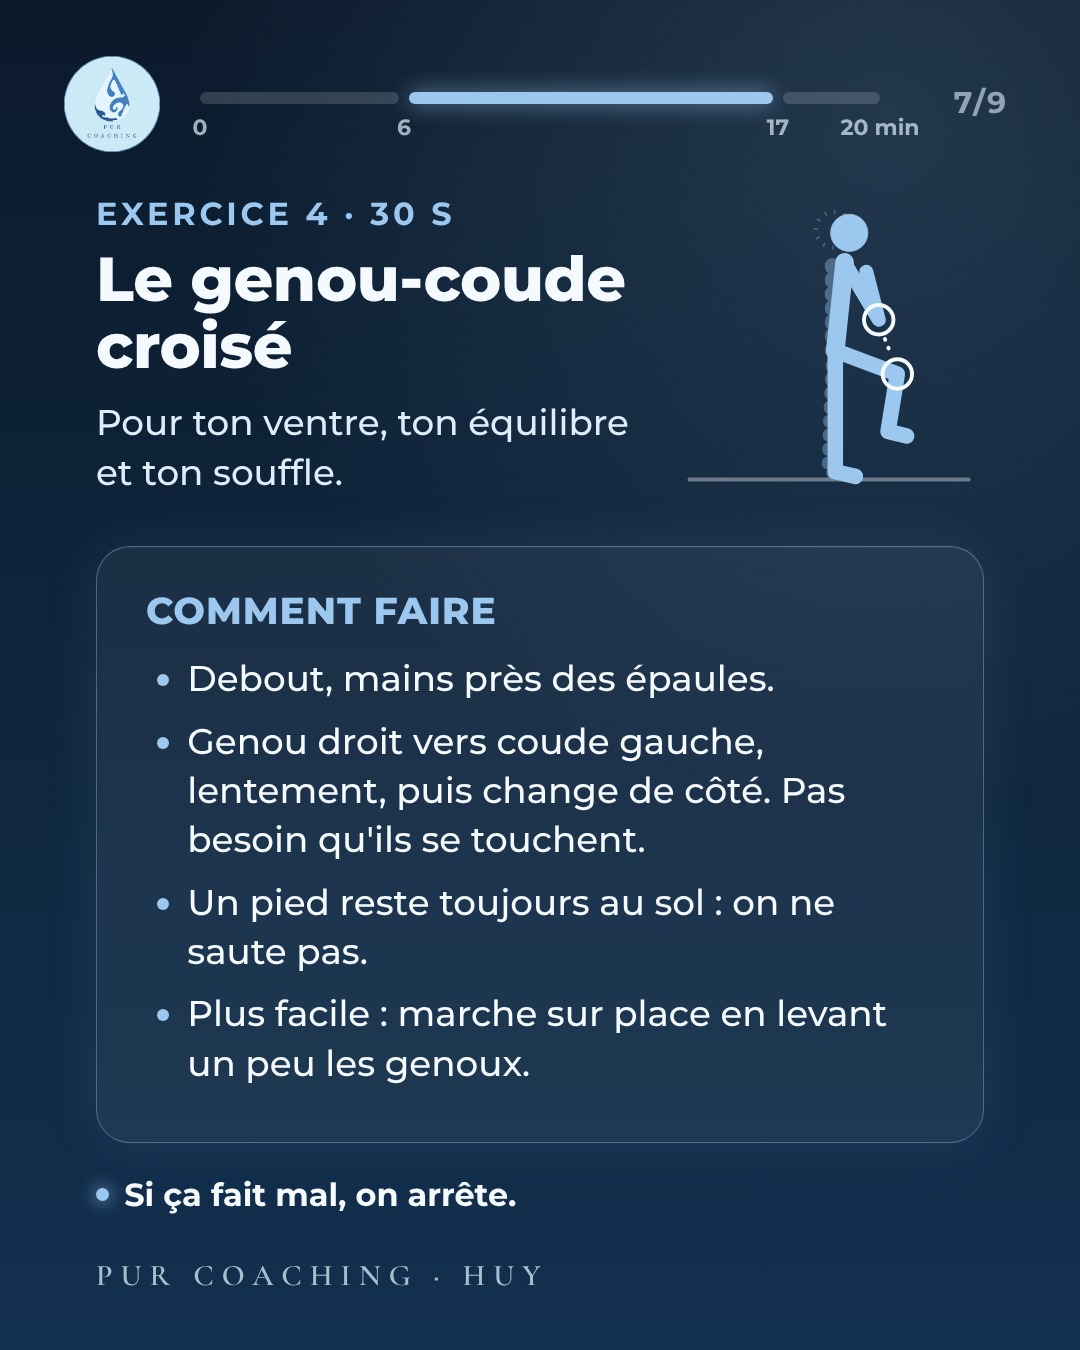 PUR
COACHING
0
6
17
20 min
7/9
EXERCICE 4 · 30 S
Le genou-coude
croisé
Pour ton ventre, ton équilibre
et ton souffle.
COMMENT FAIRE
• Debout, mains près des épaules.
• Genou droit vers coude gauche,
lentement, puis change de côté. Pas
besoin qu'ils se touchent.
• Un pied reste toujours au sol : on ne
saute pas.
• Plus facile : marche sur place en levant
un peu les genoux.
• Si ça fait mal, on arrête.
PUR COACHING · HUY